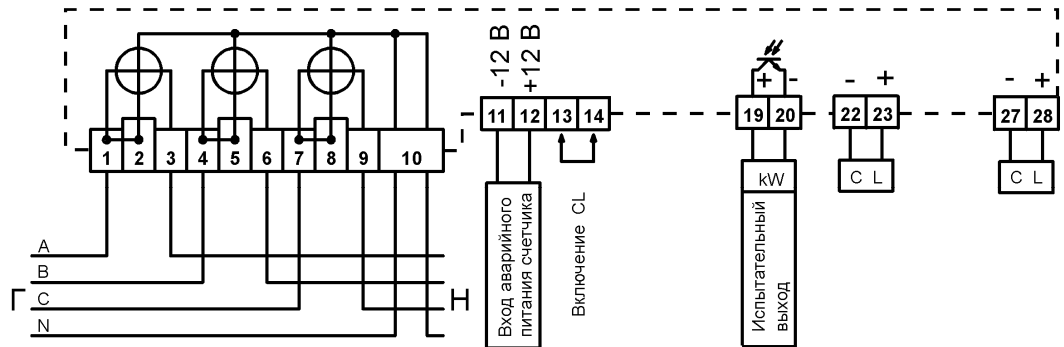 -12 В
+12 В
+ -
- +
- +
1 2 3 4 5 6 7 8 9 10
11 12 13 14
19 20
22 23
27 28
kW
C L
C L
Вход аварийного
питания счетчика
Включение CL
Испытательный
выход
A
B
Г
C
Н
N